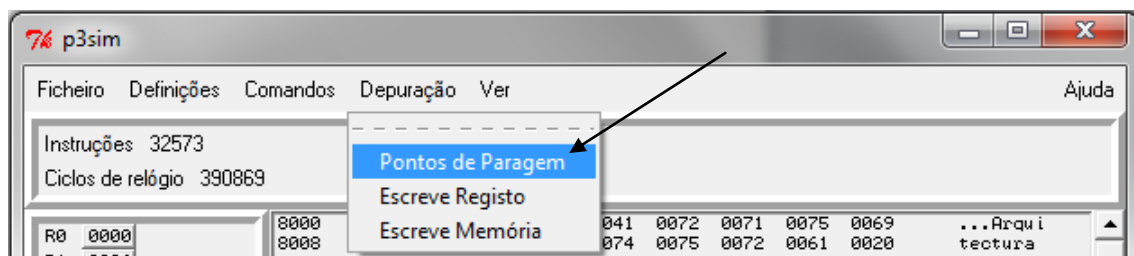 p3sim
Ficheiro Definições Comandos Depuração Ver Ajuda
Instruções 32573
Ciclos de relógio 390869
Pontos de Paragem
Escreve Registo
Escreve Memória
R0 0000
8000 041 0072 0071 0075 0069 ...Arqui
8008 074 0075 0072 0061 0020 tectura